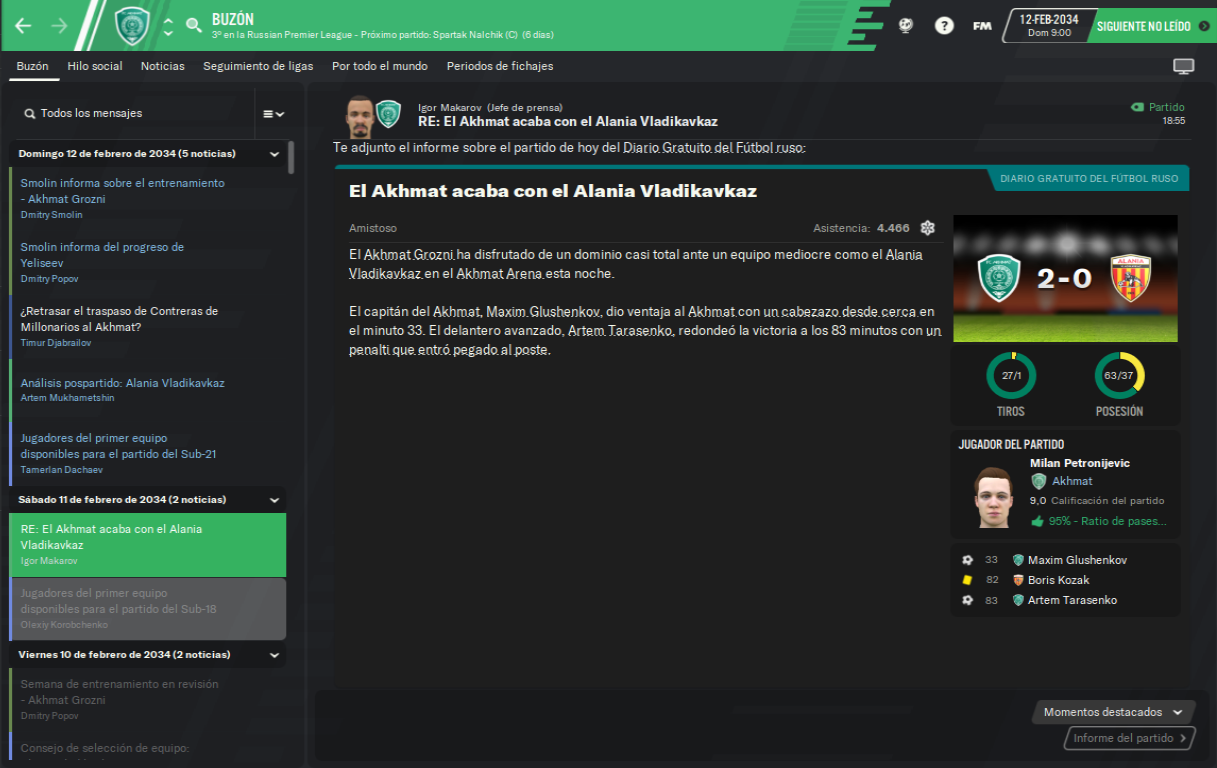 BUZÓN
3º en la Russian Premier League - Próximo partido: Spartak Nalchik (C) (6 días)
FM
12-FEB-2034
Dom 9:00
SIGUIENTE NO LEÍDO
Buzón
Hilo social
Noticias
Seguimiento de ligas
Por todo el mundo
Periodos de fichajes
Todos los mensajes
Domingo 12 de febrero de 2034 (5 noticias)
Smolin informa sobre el entrenamiento
- Akhmat Grozni
Dmitry Smolin
Smolin informa del progreso de
Yeliseev
Dmitry Popov
¿Retrasar el traspaso de Contreras de
Millonarios al Akhmat?
Timur Djabrailov
Análisis pospartido: Alania Vladikavkaz
Artem Mukhametshin
Jugadores del primer equipo
disponibles para el partido del Sub-21
Tamerlan Dachaev
Sábado 11 de febrero de 2034 (2 noticias)
RE: El Akhmat acaba con el Alania
Vladikavkaz
Igor Makarov
Jugadores del primer equipo
disponibles para el partido del Sub-18
Olexiy Korobchenko
Viernes 10 de febrero de 2034 (2 noticias)
Semana de entrenamiento en revisión
- Akhmat Grozni
Dmitry Popov
Consejo de selección de equipo:
Igor Makarov (Jefe de prensa)
RE: El Akhmat acaba con el Alania Vladikavkaz
Partido
18:55
Te adjunto el informe sobre el partido de hoy del Diario Gratuito del Fútbol ruso:
DIARIO GRATUITO DEL FÚTBOL RUSO
El Akhmat acaba con el Alania Vladikavkaz
Amistoso
Asistencia: 4.466
El Akhmat Grozni ha disfrutado de un dominio casi total ante un equipo mediocre como el Alania
Vladikavkaz en el Akhmat Arena esta noche.
El capitán del Akhmat, Maxim Glushenkov, dio ventaja al Akhmat con un cabezazo desde cerca en
el minuto 33. El delantero avanzado, Artem Tarasenko, redondeó la victoria a los 83 minutos con un
penalti que entró pegado al poste.
2-0
ALANIA
27/1
TIROS
63/37
POSESIÓN
JUGADOR DEL PARTIDO
Milan Petronijevic
Akhmat
9,0 Calificación del partido
95% - Ratio de pases...
33 Maxim Glushenkov
82 Boris Kozak
83 Artem Tarasenko
Momentos destacados
Informe del partido